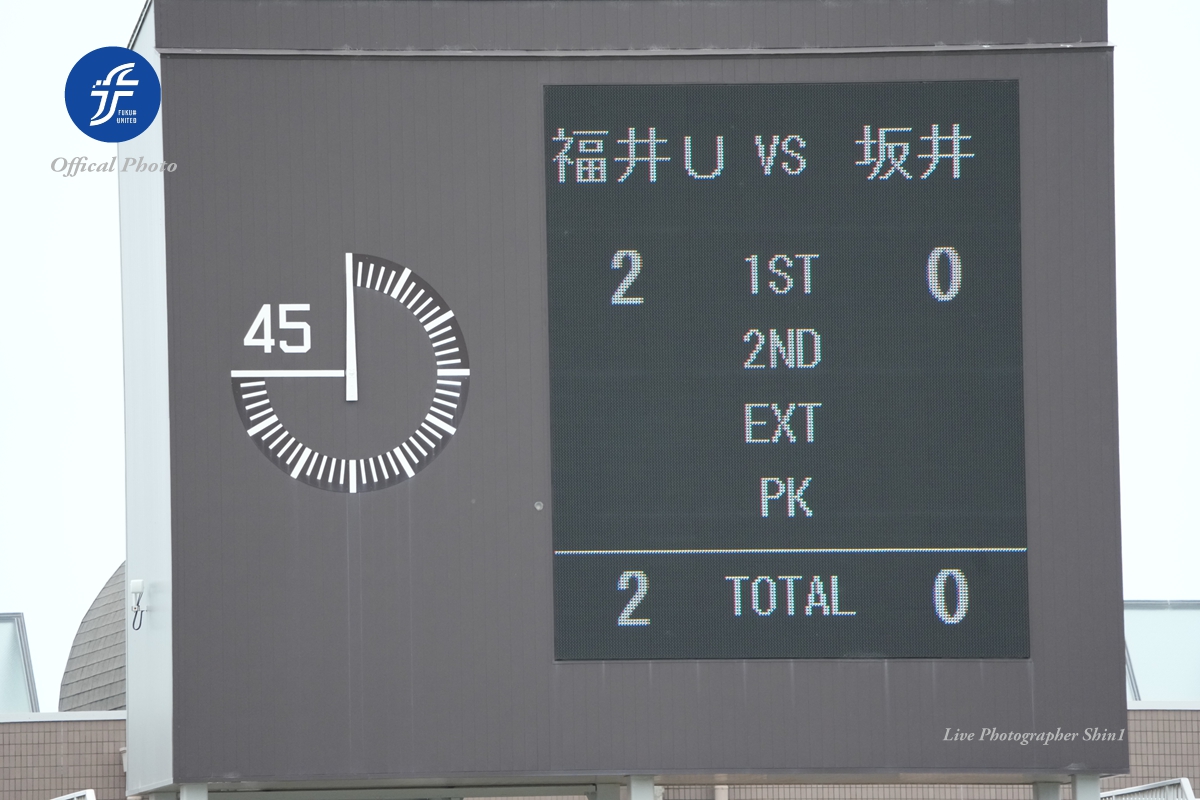 FUKUI
UNITED
Offical Photo
福井U VS 坂井
2 1ST 0
2ND
EXT
PK
2 TOTAL 0
45
Live Photographer Shin1